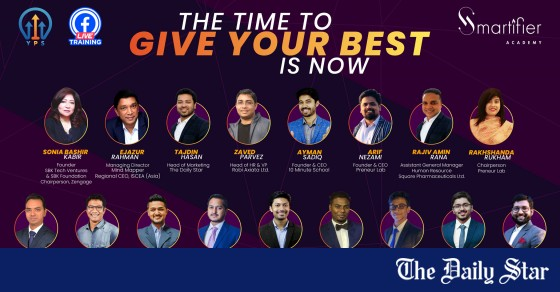 YPS
f
LIVE
TRAINING
THE TIME TO
GIVE YOUR BEST
IS NOW
Smartifier
ACADEMY
SONIA BASHIR
KABIR
Founder
SBK Tech Ventures
& SBK Foundation
Chairperson, Zengage
EJAZUR
RAHMAN
Managing Director
Mind Mapper
Regional CEO, ISCEA (Asia)
TAJDIN
HASAN
Head of Marketing
The Daily Star
ZAVED
PARVEZ
Head of HR & VP
Robi Axiata Ltd.
AYMAN
SADIQ
Founder & CEO
10 Minute School
ARIF
NEZAMI
Founder & CEO
Preneur Lab
RAJIV AMIN
RANA
Assistant General Manager
Human Resource
Square Pharmaceuticals Ltd.
RAKHSHANDA
RUKHAM
Chairperson
Preneur Lab
The Daily Star